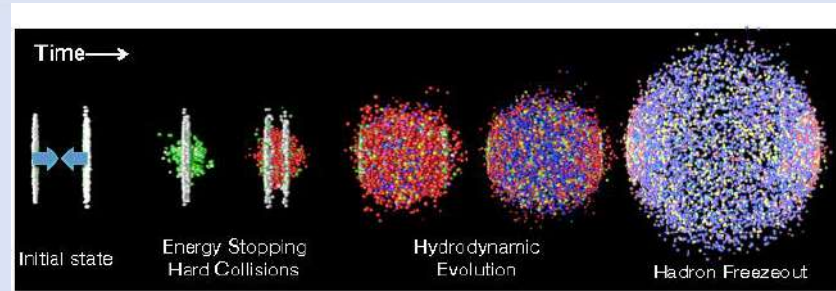 Time
Initial state
Energy Stopping
Hard Collisions
Hydrodynamic
Evolution
Hadron Freezeout